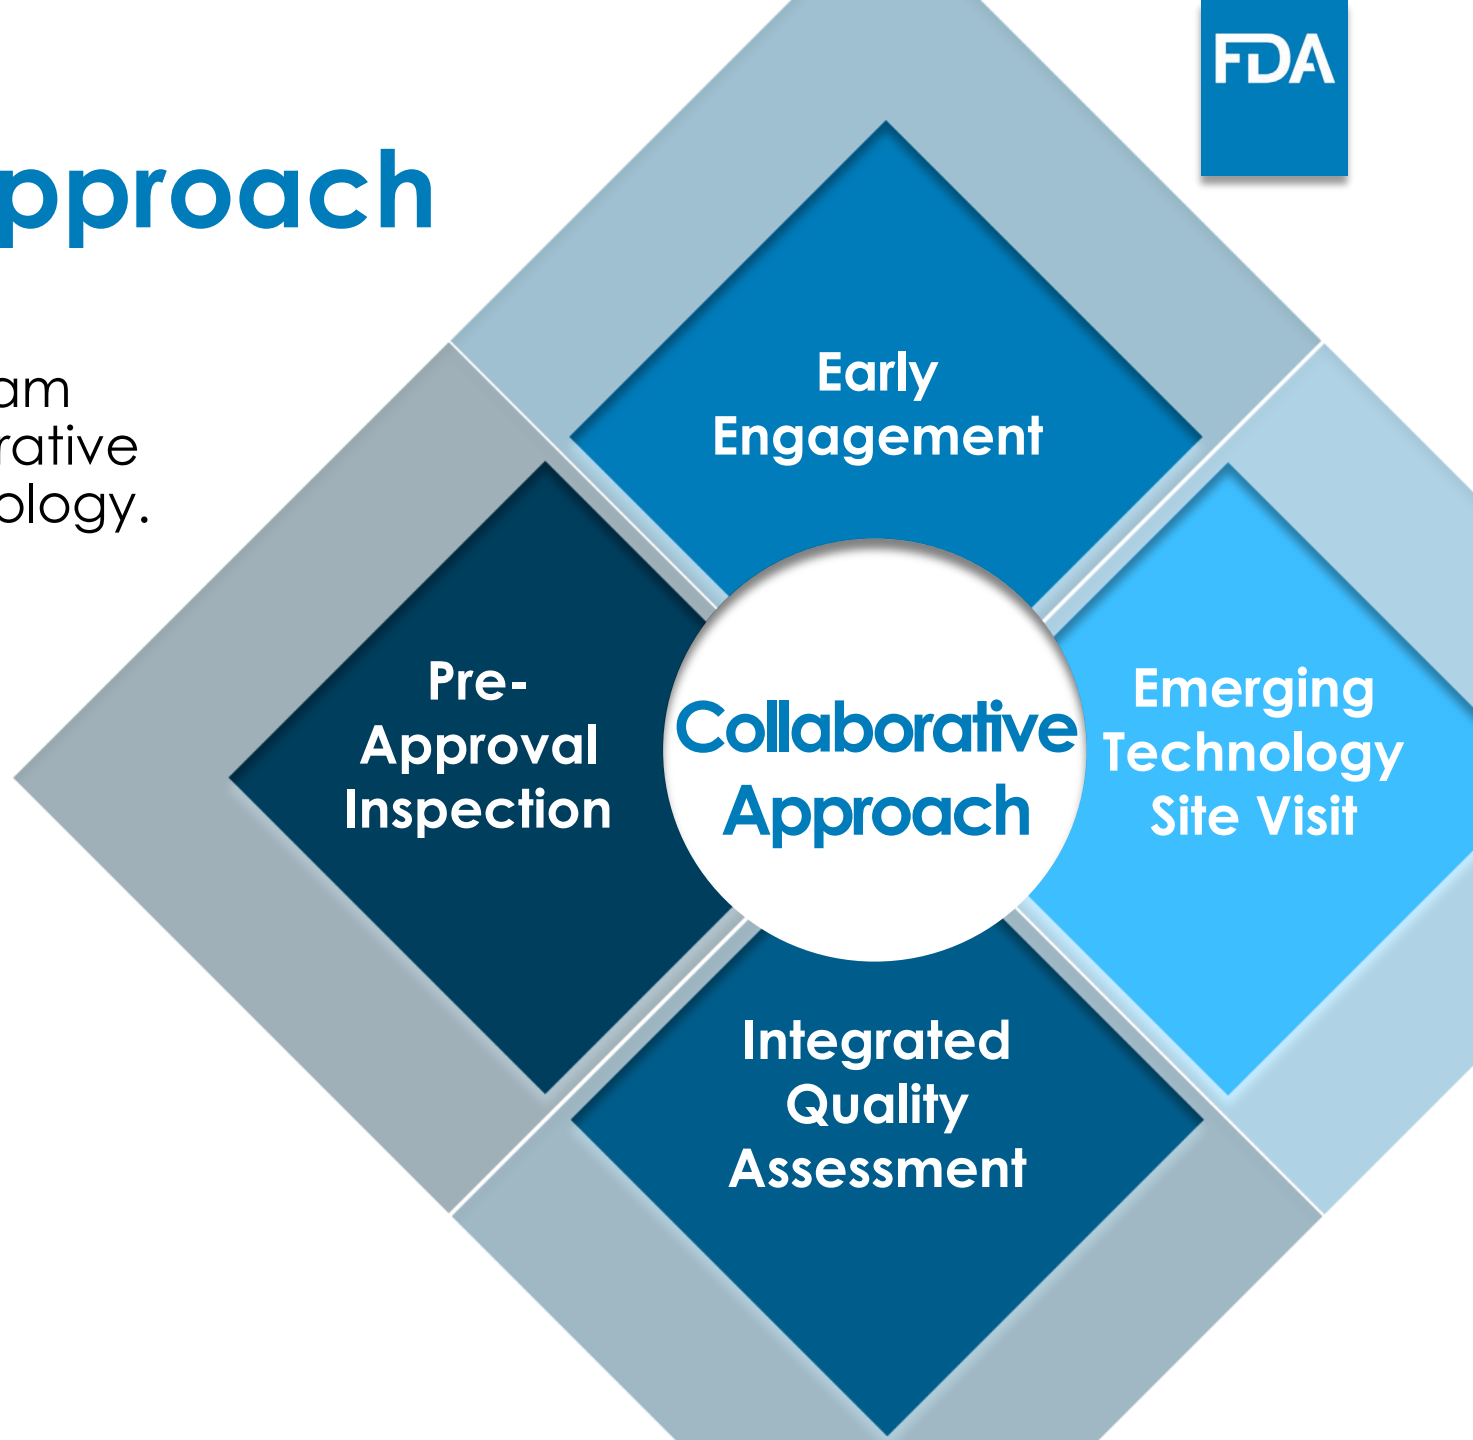 FDA
pproach
am
rative
ology.
Early
Engagement
Pre-
Approval
Inspection
Collaborative
Approach
Emerging
Technology
Site Visit
Integrated
Quality
Assessment